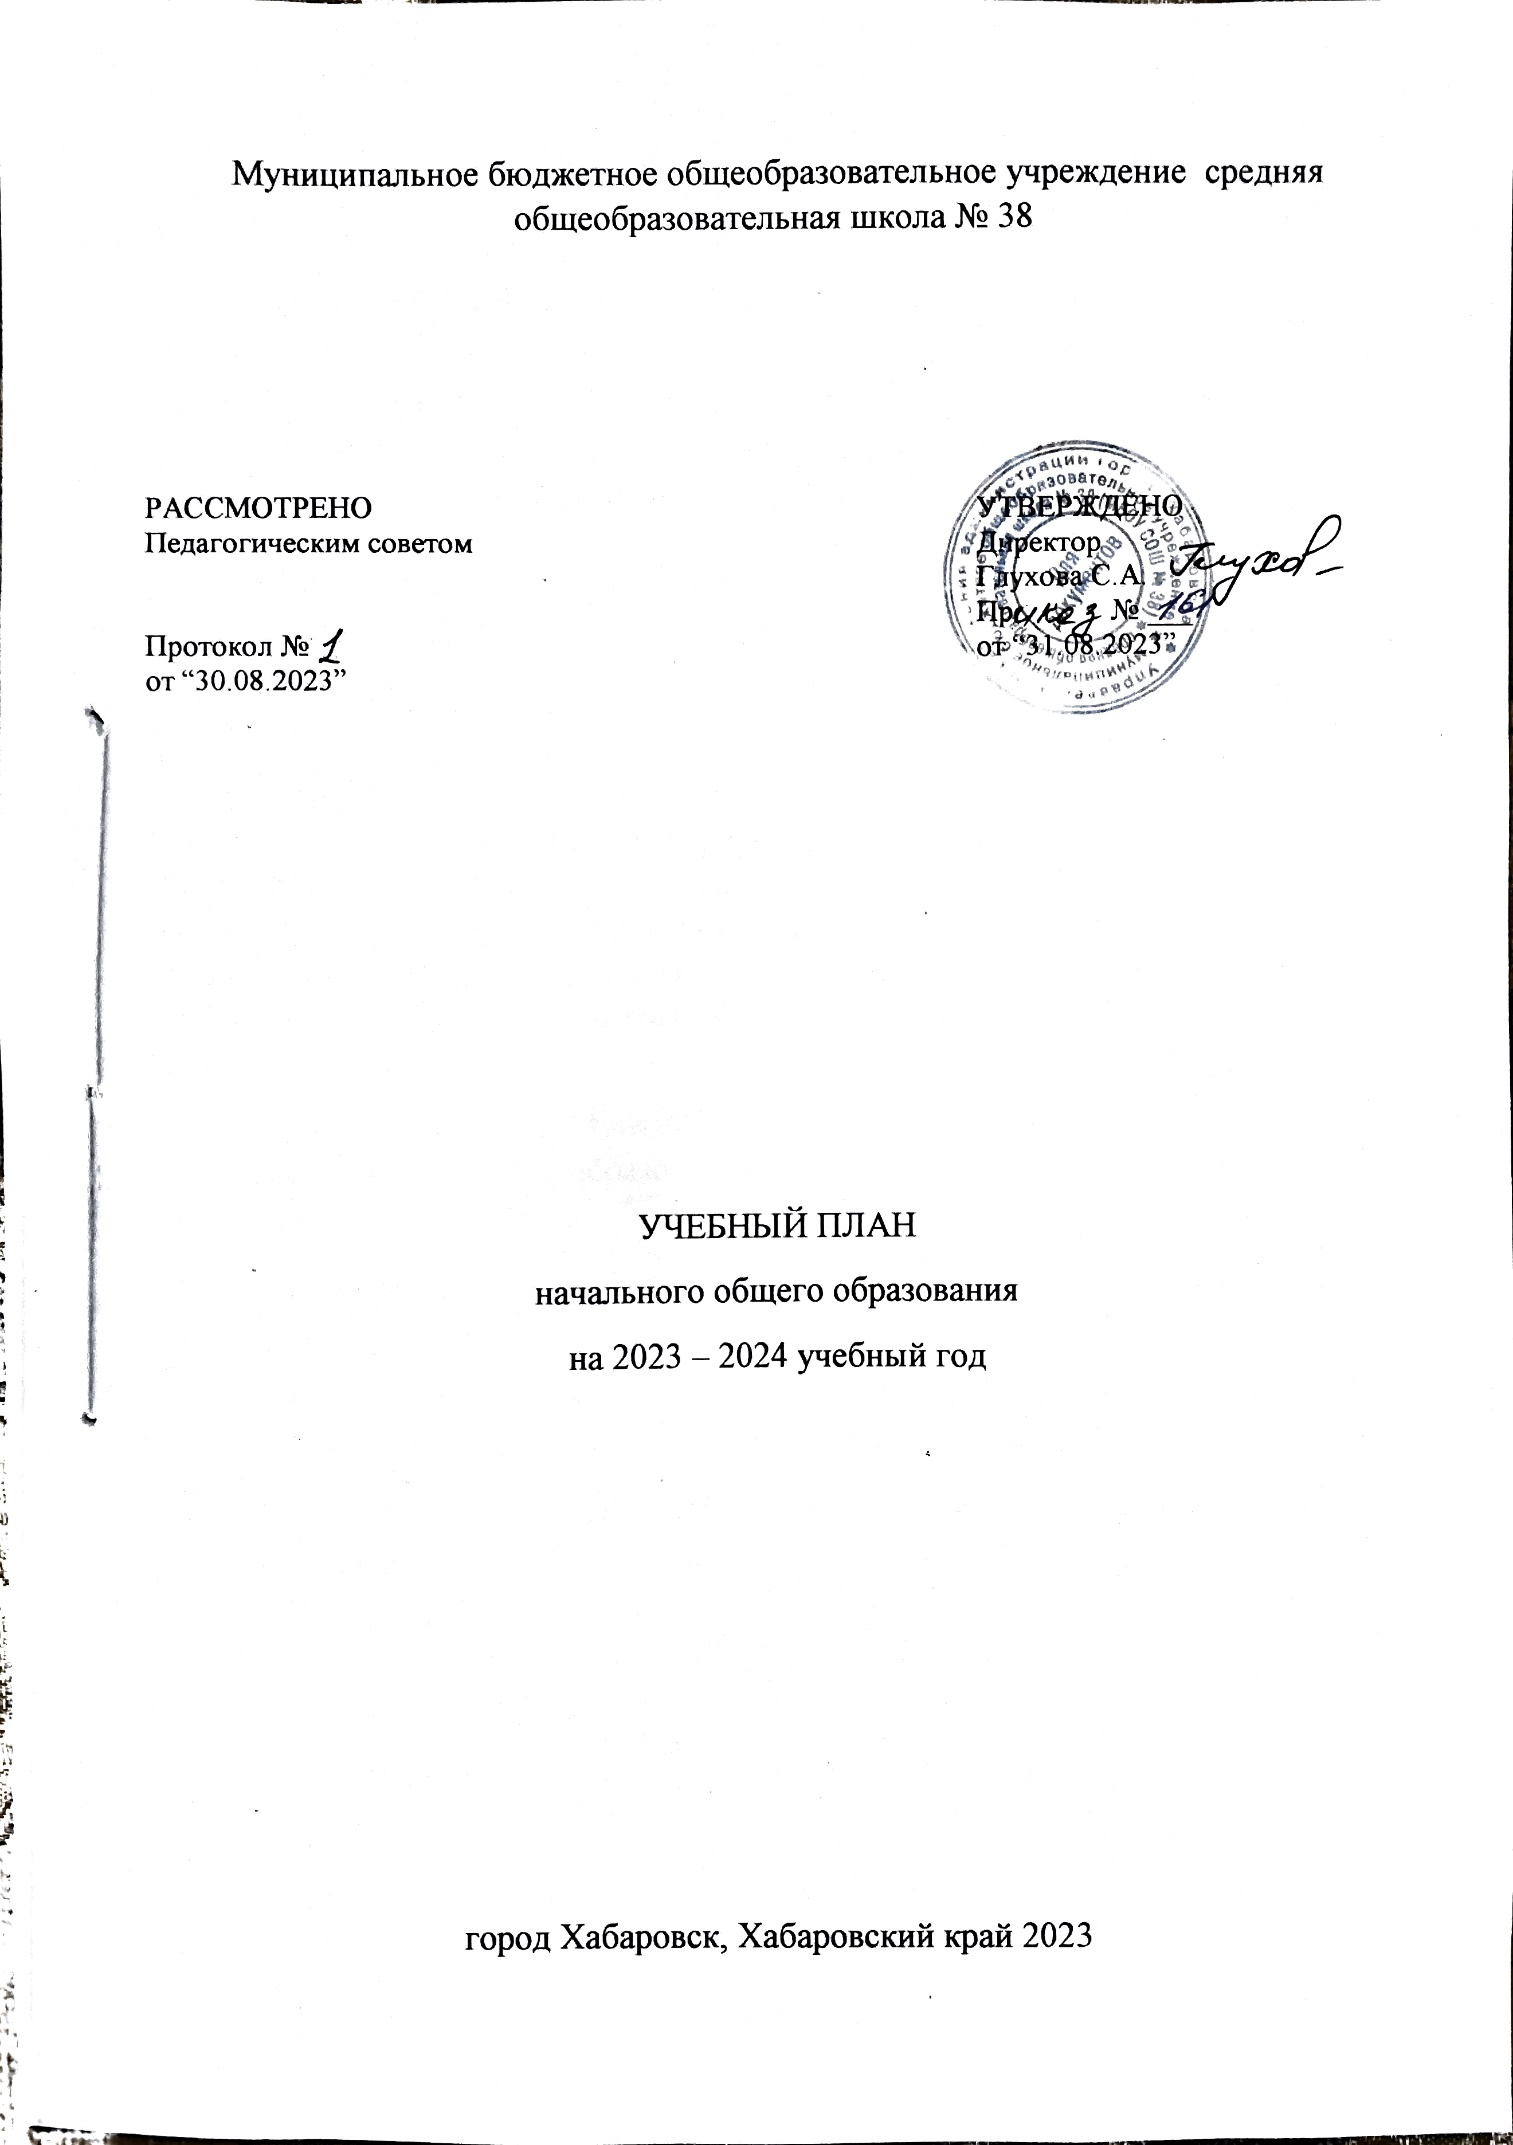 Муниципальное бюджетное общеобразовательное учреждение средняя
общеобразовательная школа № 38
РАССМОТРЕНО
Педагогическим советом
Протокол № 1
от “30.08.2023”
УТВЕРЖДЕНО
Директор
Глухова С.А.
Приказ №
от “31.08.2023”
для
документов
УЧЕБНЫЙ ПЛАН
начального общего образования
на 2023 – 2024 учебный год
город Хабаровск, Хабаровский край 2023